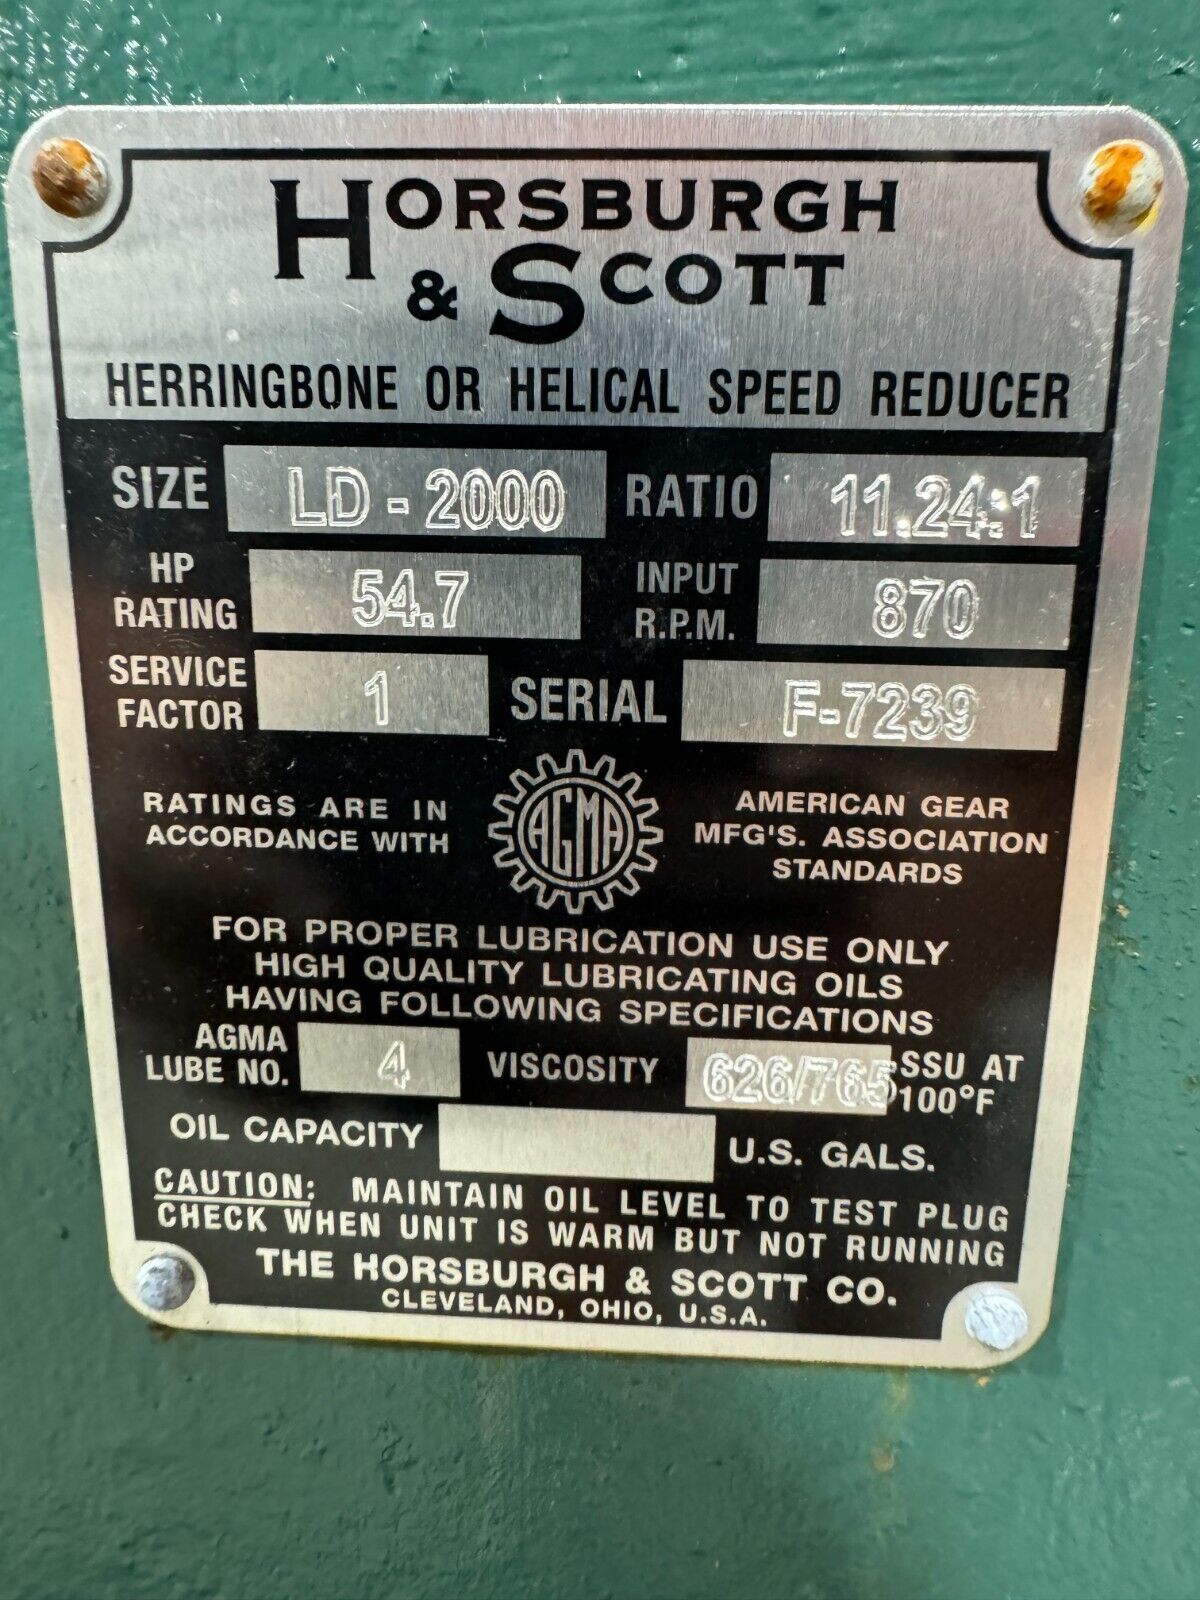 HORSBURGH
& SCOTT
HERRINGBONE OR HELICAL SPEED REDUCER
SIZE LD-2000 RATIO 11.24:1
HP RATING 54.7 INPUT R.P.M. 870
SERVICE FACTOR 1 SERIAL F-7239
RATINGS ARE IN
ACCORDANCE WITH
AGMA
AMERICAN GEAR
MFG'S. ASSOCIATION
STANDARDS
FOR PROPER LUBRICATION USE ONLY
HIGH QUALITY LUBRICATING OILS
HAVING FOLLOWING SPECIFICATIONS
AGMA LUBE NO. 4 VISCOSITY 626/765 SSU AT 100°F
OIL CAPACITY U.S. GALS.
CAUTION: MAINTAIN OIL LEVEL TO TEST PLUG
CHECK WHEN UNIT IS WARM BUT NOT RUNNING
THE HORSBURGH & SCOTT CO.
CLEVELAND, OHIO, U.S.A.